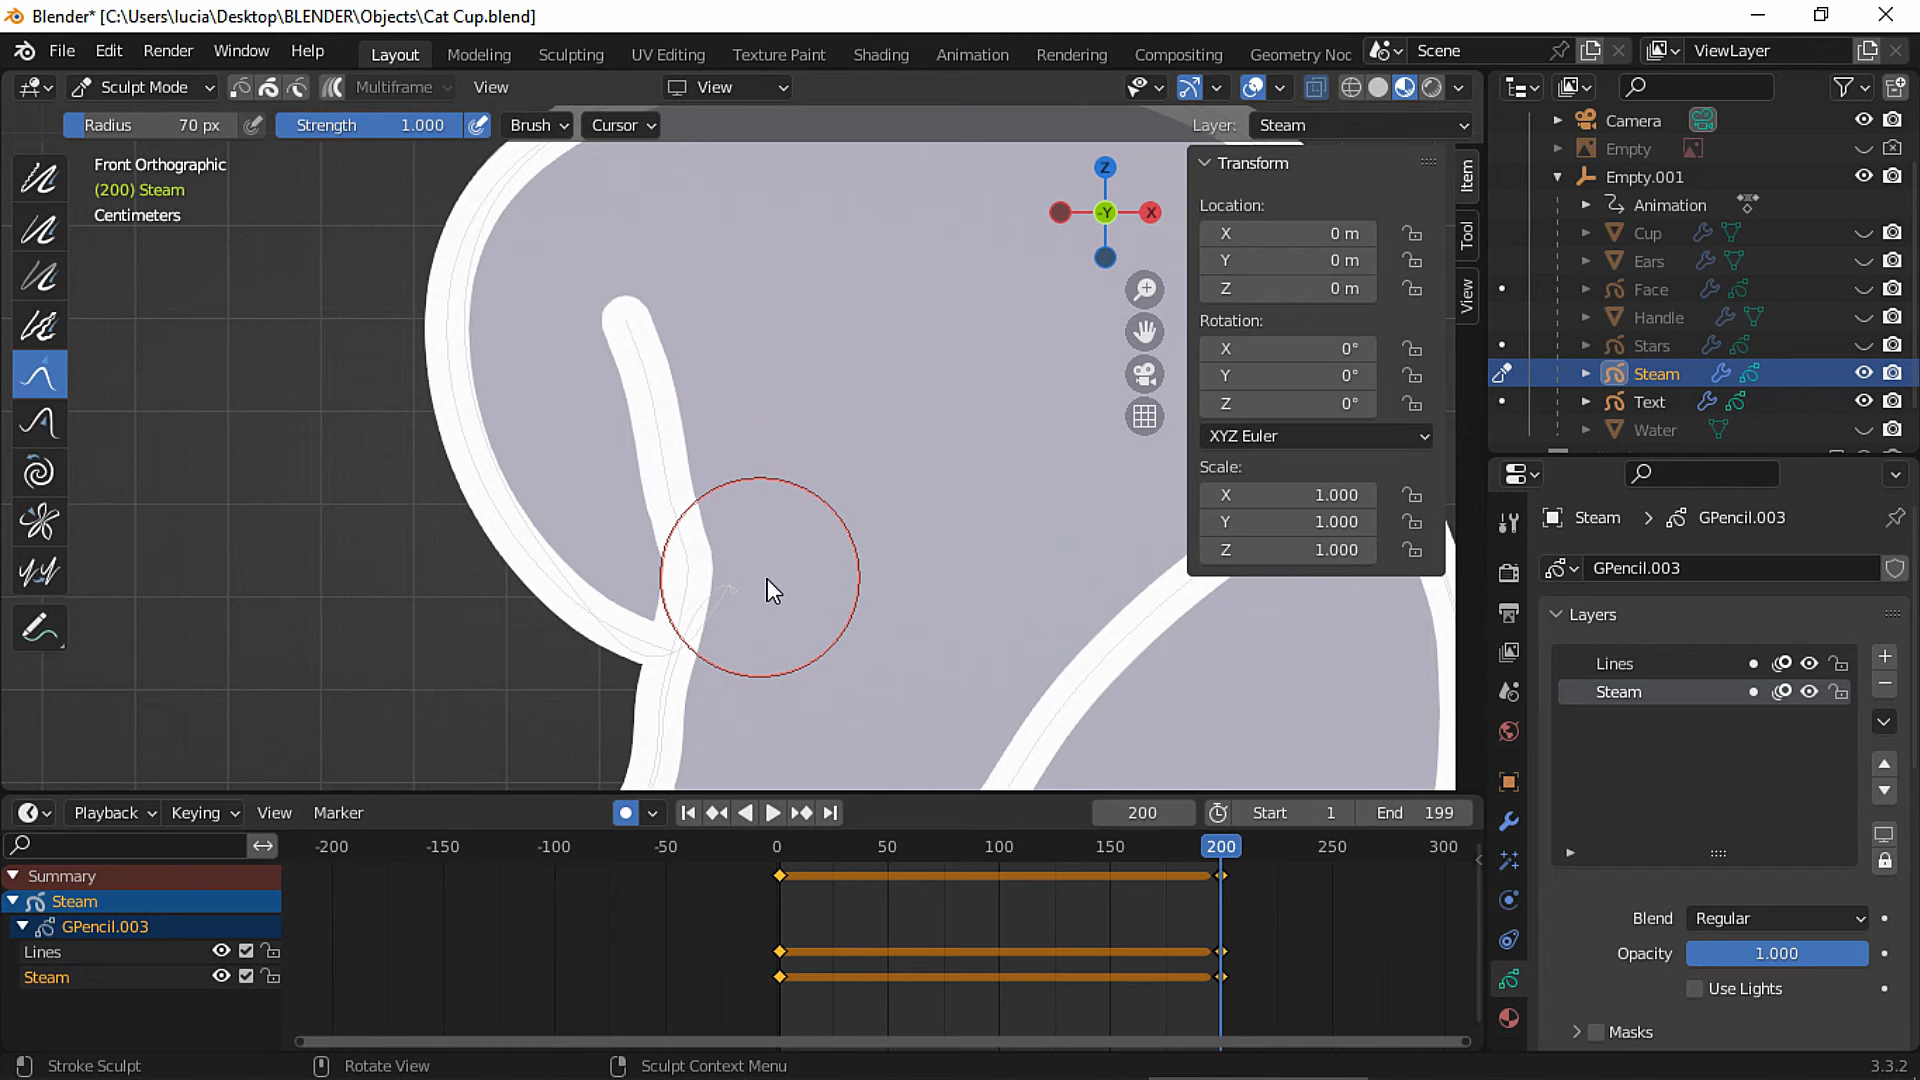 Blender* [C:\Users\lucia\Desktop\BLENDER\Objects\Cat Cup.blend]
File Edit Render Window Help Layout Modeling Sculpting UV Editing Texture Paint Shading Animation Rendering Compositing Geometry Noc Scene ViewLayer
Sculpt Mode Multiframe View View
Radius 70 px Strength 1.000 Brush Cursor Layer: Steam
Front Orthographic
(200) Steam
Centimeters
Z
-Y
X
Transform
Location:
X 0 m
Y 0 m
Z 0 m
Rotation:
X 0°
Y 0°
Z 0°
XYZ Euler
Scale:
X 1.000
Y 1.000
Z 1.000
Item
Tool
View
Camera
Empty
Empty.001
Animation
Cup
Ears
Face
Handle
Stars
Steam
Text
Water
Steam GPencil.003
GPencil.003
Layers
Lines
Steam
Blend Regular
Opacity 1.000
Use Lights
Masks
Playback Keying View Marker 200 Start 1 End 199
-200 -150 -100 -50 0 50 100 150 200 250 300
Summary
Steam
GPencil.003
Lines
Steam
Stroke Sculpt Rotate View Sculpt Context Menu 3.3.2